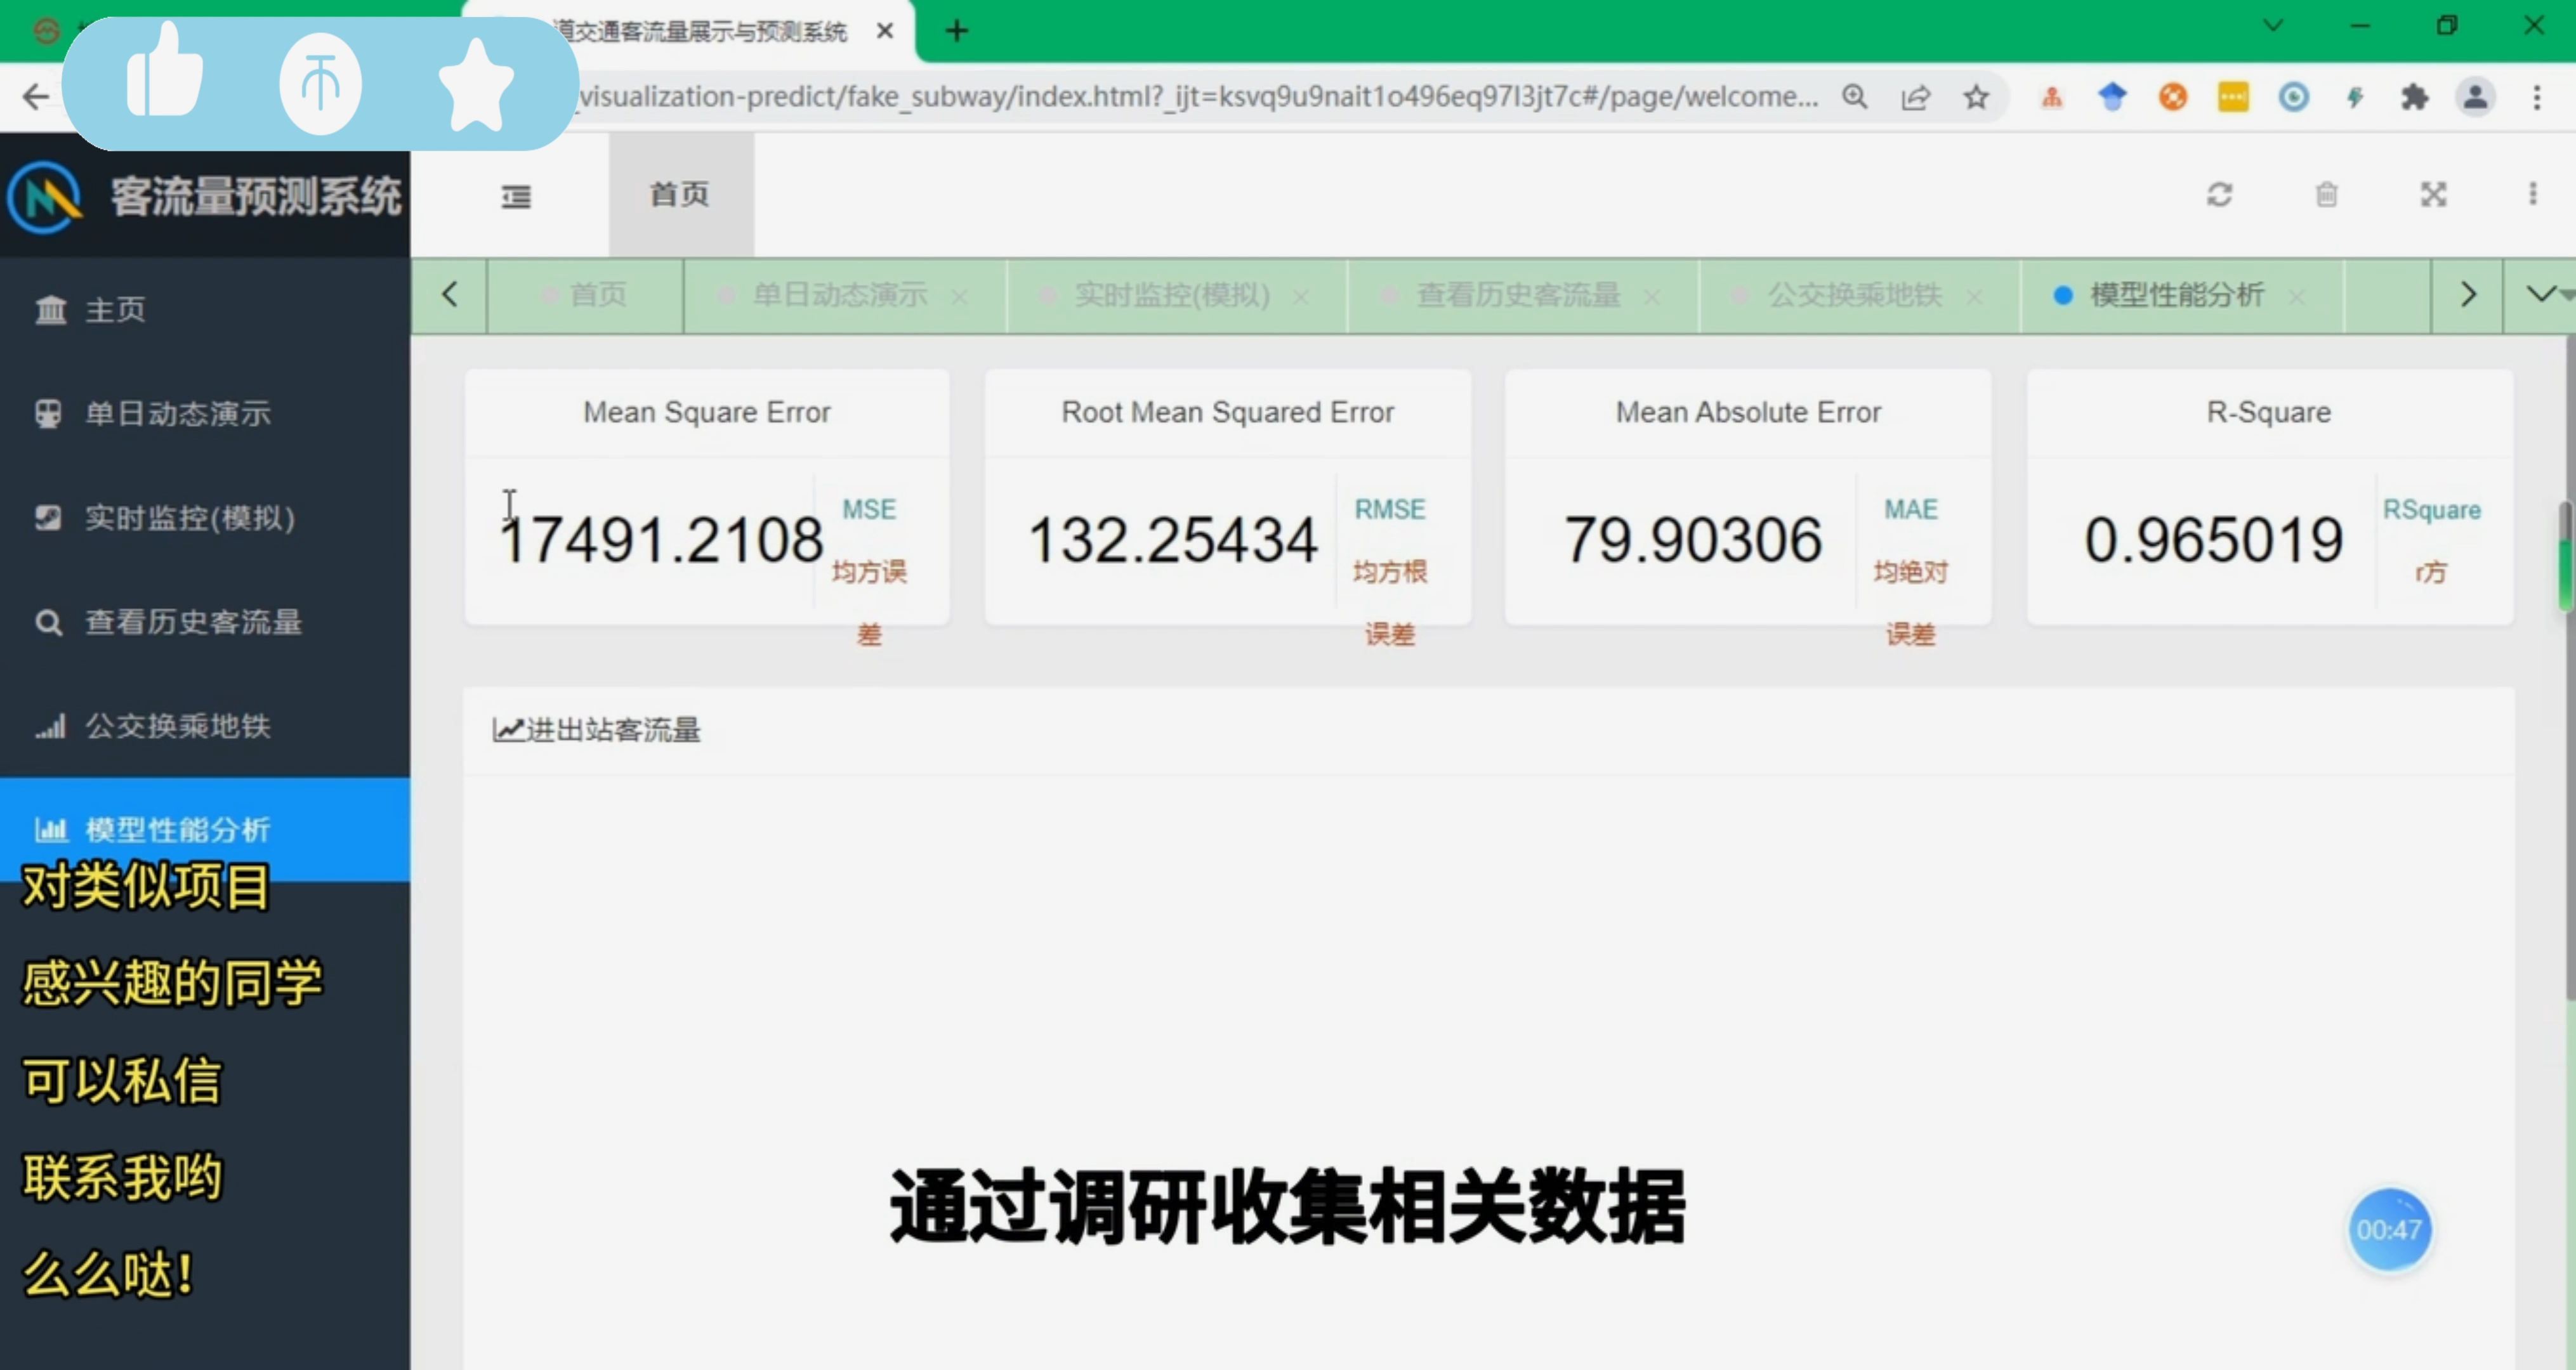 道交通客流量展示与预测系统
visualization-predict/fake_subway/index.html?_ijt=ksvq9u9nait1o496eq97l3jt7c#/page/welcome...
客流量预测系统
首页
首页
单日动态演示
实时监控(模拟)
查看历史客流量
公交换乘地铁
模型性能分析
主页
单日动态演示
实时监控(模拟)
查看历史客流量
公交换乘地铁
模型性能分析
对类似项目
感兴趣的同学
可以私信
联系我哟
么么哒!
Mean Square Error
17491.2108
MSE
均方误
差
Root Mean Squared Error
132.25434
RMSE
均方根
误差
Mean Absolute Error
79.90306
MAE
均绝对
误差
R-Square
0.965019
RSquare
r方
进出站客流量
通过调研收集相关数据
00:47